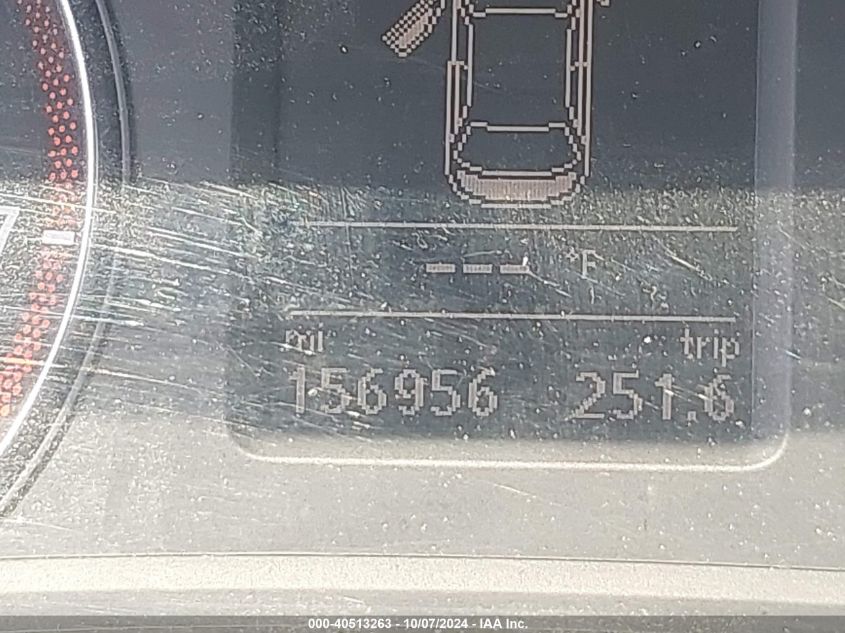 --- °F
mi trip
156956 251.6
000-40513263 - 10/07/2024 - IAA Inc.